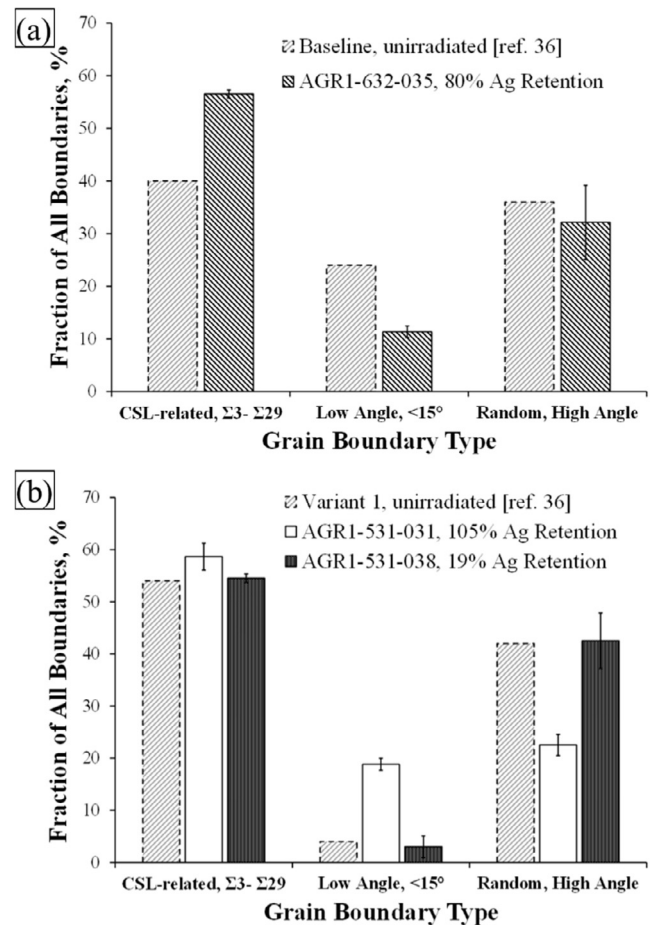 (a)
70
60
50
40
30
20
10
0
Fraction of All Boundaries, %
Baseline, unirradiated [ref. 36]
AGR1-632-035, 80% Ag Retention
CSL-related, Σ3- Σ29
Low Angle, <15°
Random, High Angle
Grain Boundary Type
(b)
70
60
50
40
30
20
10
0
Fraction of All Boundaries, %
Variant 1, unirradiated [ref. 36]
AGR1-531-031, 105% Ag Retention
AGR1-531-038, 19% Ag Retention
CSL-related, Σ3- Σ29
Low Angle, <15°
Random, High Angle
Grain Boundary Type